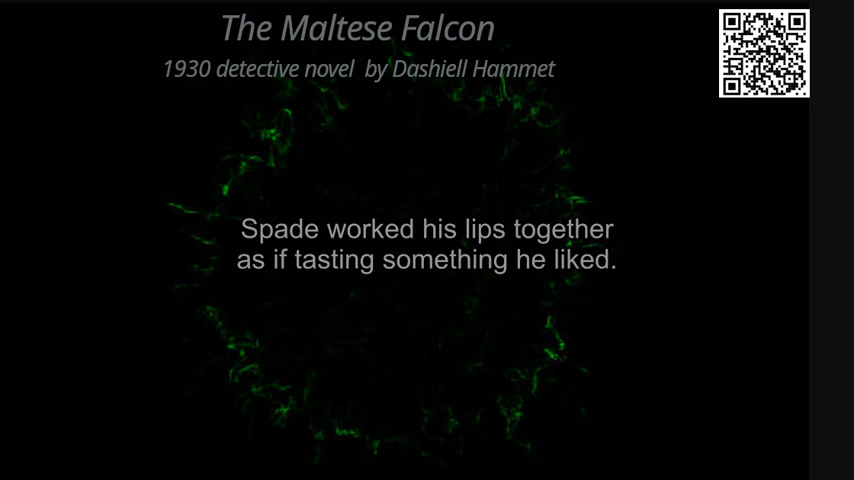 The Maltese Falcon
1930 detective novel by Dashiell Hammet
Spade worked his lips together
as if tasting something he liked.